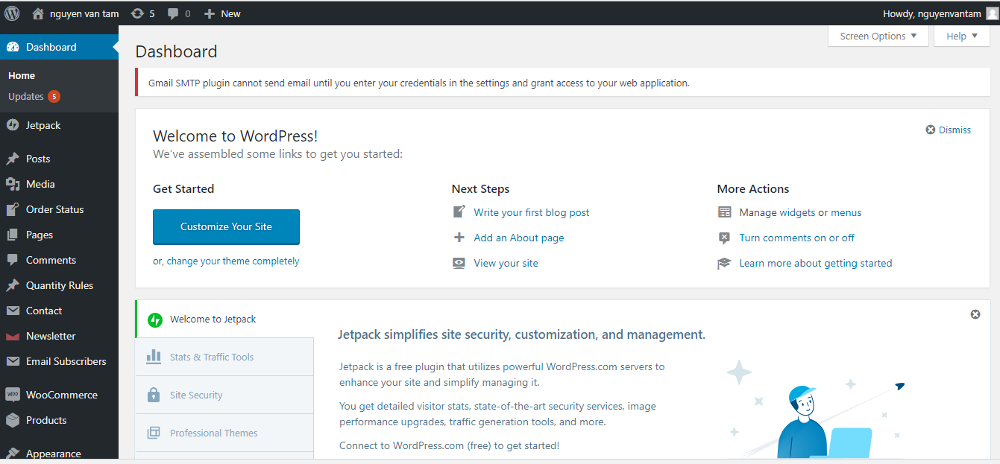 nguyen van tam 5 0 New Howdy, nguyenvantam
Dashboard
Home
Updates 5
Jetpack
Posts
Media
Order Status
Pages
Comments
Quantity Rules
Contact
Newsletter
Email Subscribers
WOO WooCommerce
Products
Appearance
Screen Options Help
Dashboard
Gmail SMTP plugin cannot send email until you enter your credentials in the settings and grant access to your web application.
Dismiss
Welcome to WordPress!
We've assembled some links to get you started:
Get Started
Customize Your Site
or, change your theme completely
Next Steps
Write your first blog post
Add an About page
View your site
More Actions
Manage widgets or menus
Turn comments on or off
Learn more about getting started
Welcome to Jetpack
Stats & Traffic Tools
Site Security
Professional Themes
Jetpack simplifies site security, customization, and management.
Jetpack is a free plugin that utilizes powerful WordPress.com servers to
enhance your site and simplify managing it.
You get detailed visitor stats, state-of-the-art security services, image
performance upgrades, traffic generation tools, and more.
Connect to WordPress.com (free) to get started!